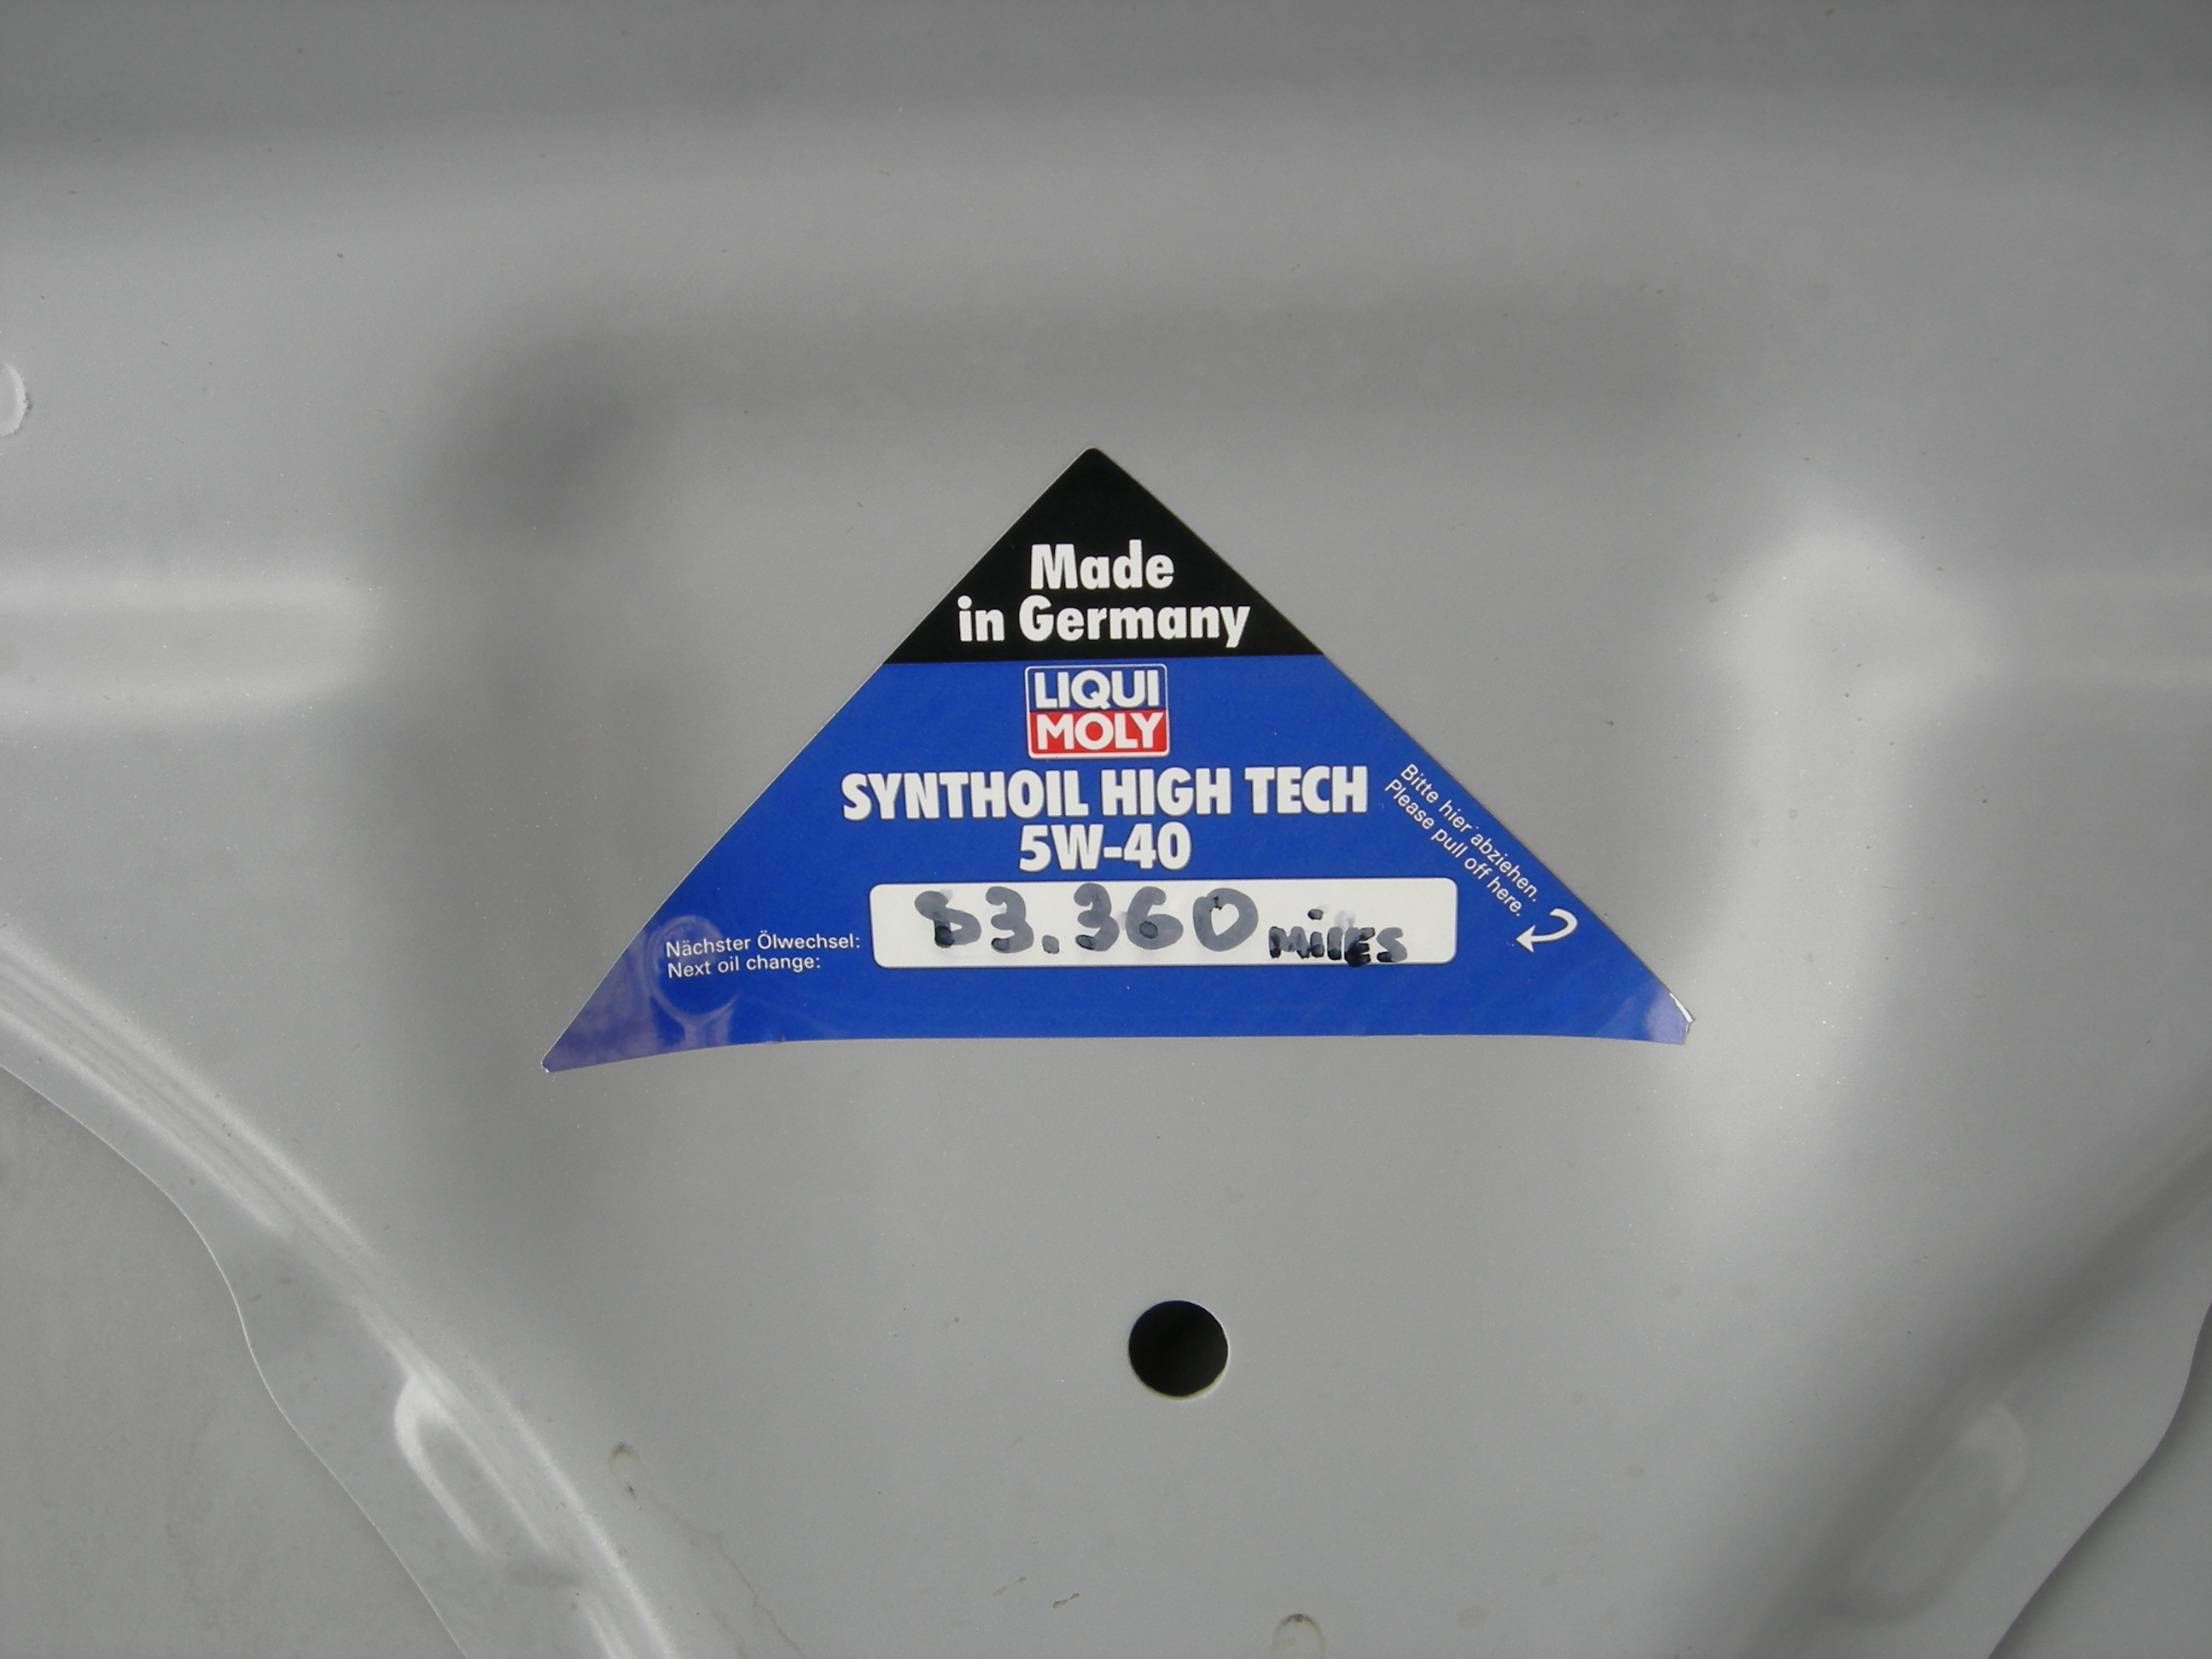 Made
in Germany
LIQUI
MOLY
SYNTHOIL HIGH TECH
5W-40
Bitte hier abziehen.
Please pull off here.
Nächster Ölwechsel:
Next oil change:
83.360 MilES